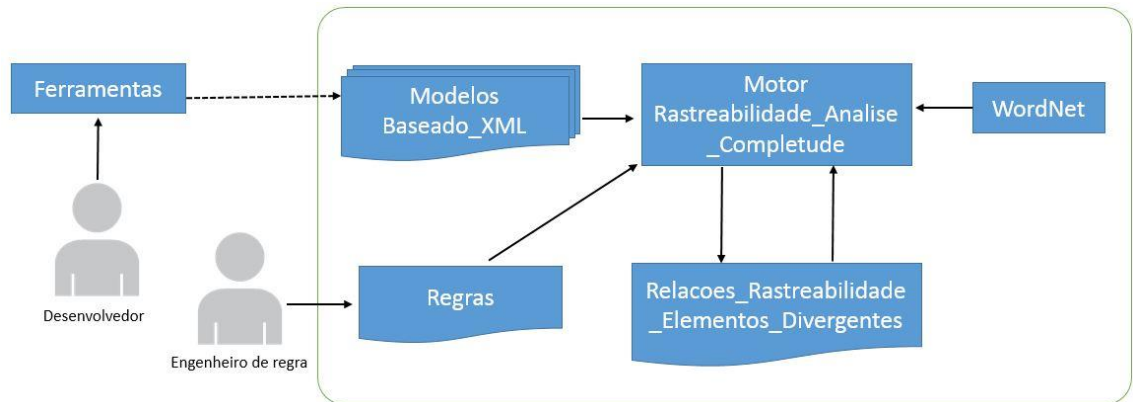 Ferramentas
Modelos
Baseado_XML
Motor
Rastreabilidade_Analise
_Completude
WordNet
Desenvolvedor
Engenheiro de regra
Regras
Relacoes_Rastreabilidade
_Elementos_Divergentes